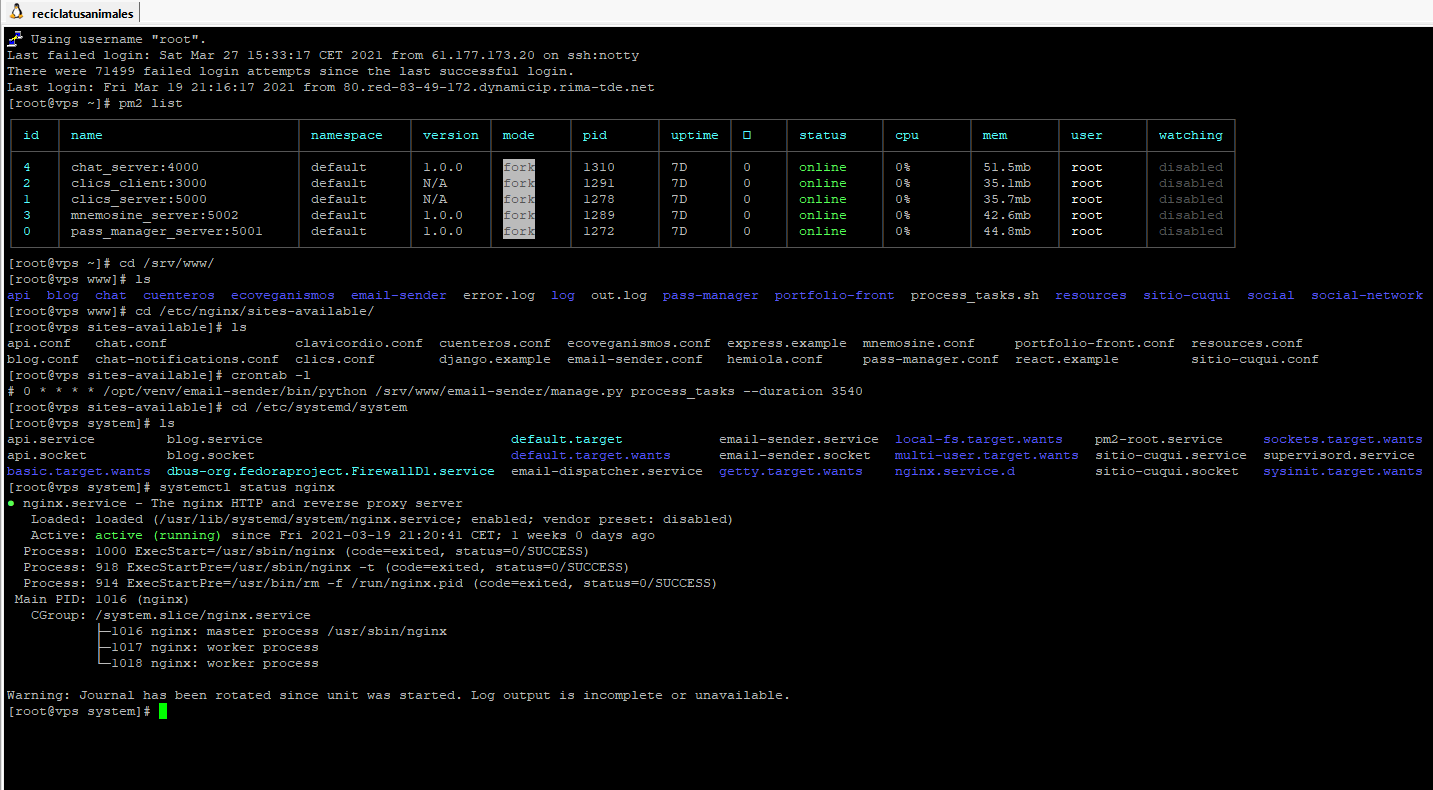 reciclatusanimales
Using username "root".
Last failed login: Sat Mar 27 15:33:17 CET 2021 from 61.177.173.20 on ssh:notty
There were 71499 failed login attempts since the last successful login.
Last login: Fri Mar 19 21:16:17 2021 from 80.red-83-49-172.dynamicip.rima-tde.net
[root@vps ~]# pm2 list
id name namespace version mode pid uptime status cpu mem user watching
4 chat_server:4000 default 1.0.0 fork 1310 7D 0 online 0% 51.5mb root disabled
2 clics_client:3000 default N/A fork 1291 7D 0 online 0% 35.1mb root disabled
1 clics_server:5000 default N/A fork 1278 7D 0 online 0% 35.7mb root disabled
3 mnemosine_server:5002 default 1.0.0 fork 1289 7D 0 online 0% 42.6mb root disabled
0 pass_manager_server:5001 default 1.0.0 fork 1272 7D 0 online 0% 44.8mb root disabled
[root@vps ~]# cd /srv/www/
[root@vps www]# ls
api blog chat cuenteros ecoveganismos email-sender error.log log out.log pass-manager portfolio-front process_tasks.sh resources sitio-cuqui social social-network
[root@vps www]# cd /etc/nginx/sites-available/
[root@vps sites-available]# ls
api.conf chat.conf clavicordio.conf cuenteros.conf ecoveganismos.conf express.example mnemosine.conf portfolio-front.conf resources.conf
blog.conf chat-notifications.conf clics.conf django.example email-sender.conf hemiola.conf pass-manager.conf react.example sitio-cuqui.conf
[root@vps sites-available]# crontab -l
# 0 * * * * /opt/venv/email-sender/bin/python /srv/www/email-sender/manage.py process_tasks --duration 3540
[root@vps sites-available]# cd /etc/systemd/system
[root@vps system]# ls
api.service blog.service default.target email-sender.service local-fs.target.wants pm2-root.service sockets.target.wants
api.socket blog.socket default.target.wants email-sender.socket multi-user.target.wants sitio-cuqui.service supervisord.service
basic.target.wants dbus-org.fedoraproject.FirewallD1.service email-dispatcher.service getty.target.wants nginx.service.d sitio-cuqui.socket sysinit.target.wants
[root@vps system]# systemctl status nginx
● nginx.service - The nginx HTTP and reverse proxy server
Loaded: loaded (/usr/lib/systemd/system/nginx.service; enabled; vendor preset: disabled)
Active: active (running) since Fri 2021-03-19 21:20:41 CET; 1 weeks 0 days ago
Process: 1000 ExecStart=/usr/sbin/nginx (code=exited, status=0/SUCCESS)
Process: 918 ExecStartPre=/usr/sbin/nginx -t (code=exited, status=0/SUCCESS)
Process: 914 ExecStartPre=/usr/bin/rm -f /run/nginx.pid (code=exited, status=0/SUCCESS)
Main PID: 1016 (nginx)
CGroup: /system.slice/nginx.service
├─1016 nginx: master process /usr/sbin/nginx
├─1017 nginx: worker process
└─1018 nginx: worker process
Warning: Journal has been rotated since unit was started. Log output is incomplete or unavailable.
[root@vps system]#